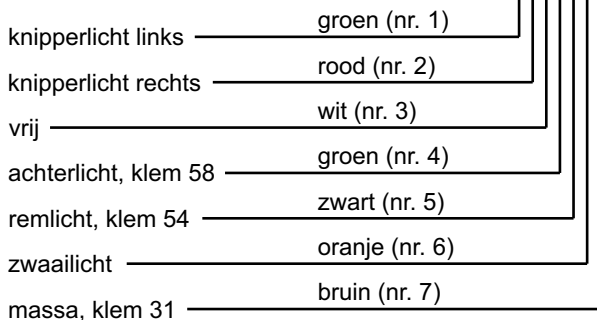 knipperlicht links groen (nr. 1)
knipperlicht rechts rood (nr. 2)
vrij wit (nr. 3)
achterlicht, klem 58 groen (nr. 4)
remlicht, klem 54 zwart (nr. 5)
zwaailicht oranje (nr. 6)
massa, klem 31 bruin (nr. 7)